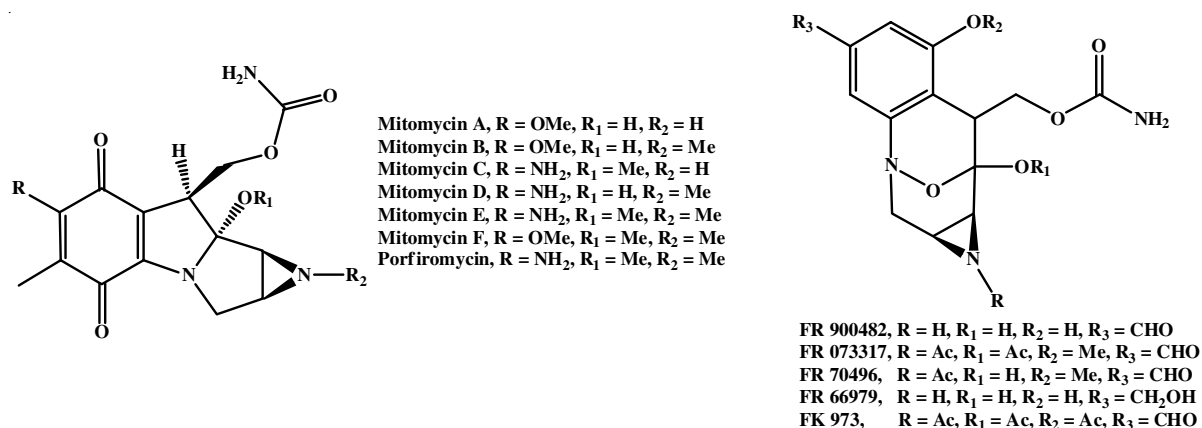 H₂N
O
O
O
H
R
OR₁
N
N
R₂
O
Mitomycin A, R = OMe, R₁ = H, R₂ = H
Mitomycin B, R = OMe, R₁ = H, R₂ = Me
Mitomycin C, R = NH₂, R₁ = Me, R₂ = H
Mitomycin D, R = NH₂, R₁ = H, R₂ = Me
Mitomycin E, R = NH₂, R₁ = Me, R₂ = Me
Mitomycin F, R = OMe, R₁ = Me, R₂ = Me
Porfiromycin, R = NH₂, R₁ = Me, R₂ = Me
R₃
OR₂
O
O
NH₂
N
O
OR₁
N
R
FR 900482, R = H, R₁ = H, R₂ = H, R₃ = CHO
FR 073317, R = Ac, R₁ = Ac, R₂ = Me, R₃ = CHO
FR 70496, R = Ac, R₁ = H, R₂ = Me, R₃ = CHO
FR 66979, R = H, R₁ = H, R₂ = H, R₃ = CH₂OH
FK 973, R = Ac, R₁ = Ac, R₂ = Ac, R₃ = CHO